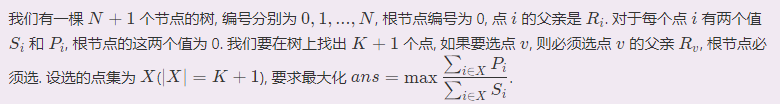 我们有一棵 N + 1 个节点的树, 编号分别为 0, 1, ..., N, 根节点编号为 0, 点 i 的父亲是 R_i. 对于每个点 i 有两个值
S_i 和 P_i, 根节点的这两个值为 0. 我们要在树上找出 K + 1 个点, 如果要选点 v, 则必须选点 v 的父亲 R_v, 根节点必
须选. 设选的点集为 X(|X| = K + 1), 要求最大化 ans = max \frac{\sum_{i∈X} P_i}{\sum_{i∈X} S_i}.